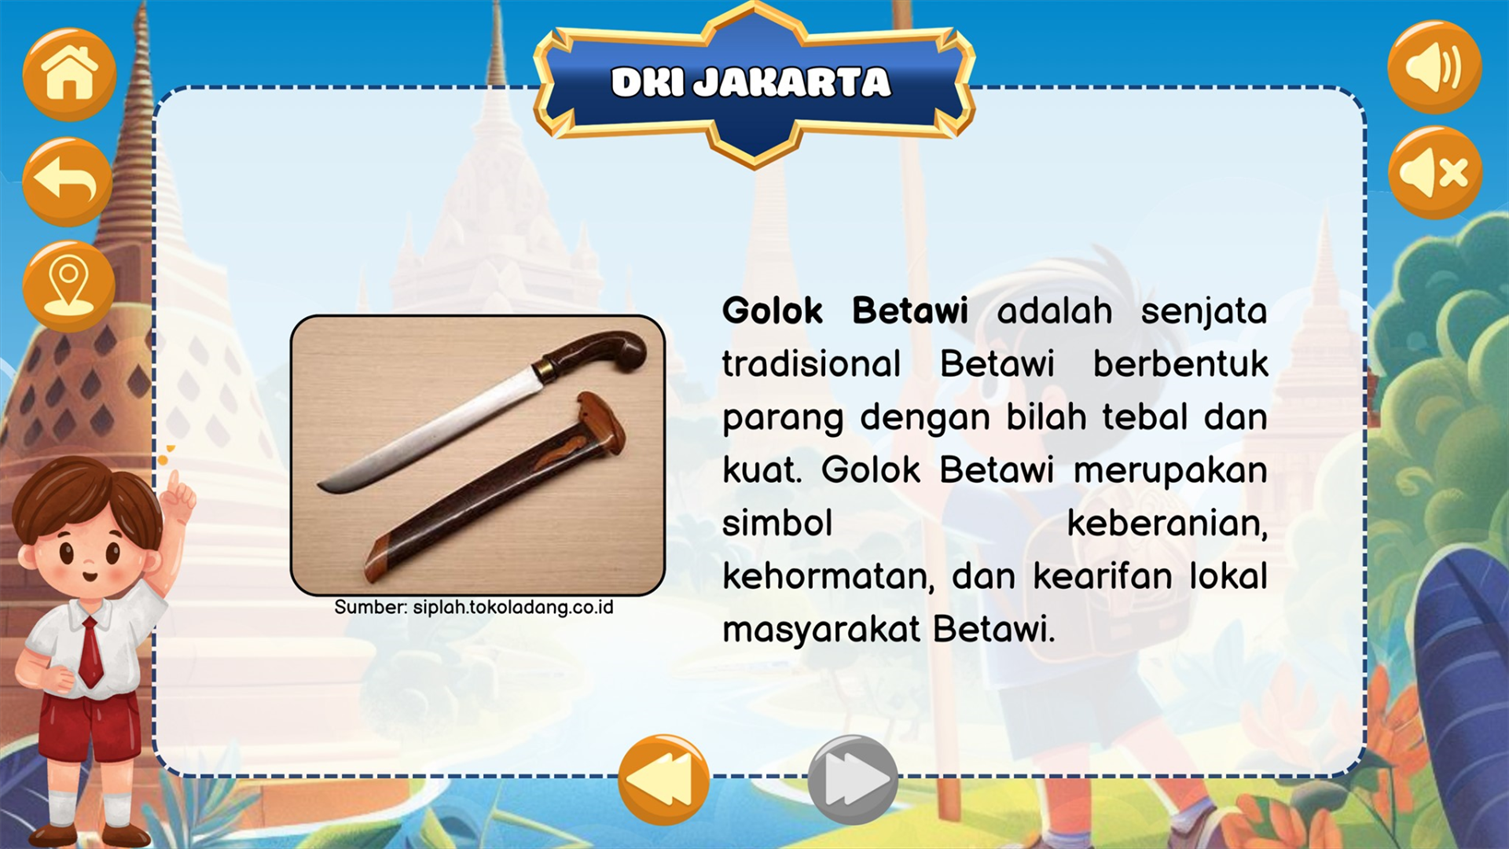 DKI JAKARTA
Golok Betawi adalah senjata
tradisional Betawi berbentuk
parang dengan bilah tebal dan
kuat. Golok Betawi merupakan
simbol keberanian,
kehormatan, dan kearifan lokal
masyarakat Betawi.
Sumber: siplah.tokoladang.co.id